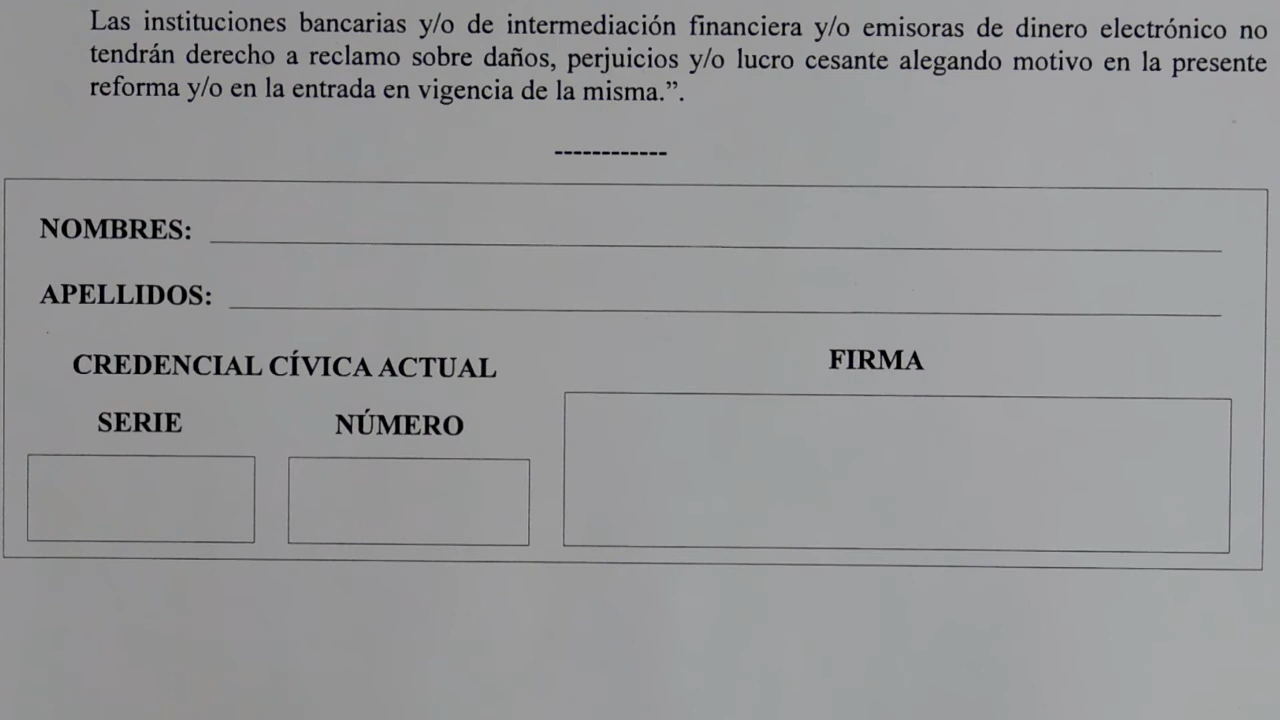 Las instituciones bancarias y/o de intermediación financiera y/o emisoras de dinero electrónico no
tendrán derecho a reclamo sobre daños, perjuicios y/o lucro cesante alegando motivo en la presente
reforma y/o en la entrada en vigencia de la misma.”.
------------
NOMBRES:
APELLIDOS:
CREDENCIAL CÍVICA ACTUAL
FIRMA
SERIE
NÚMERO